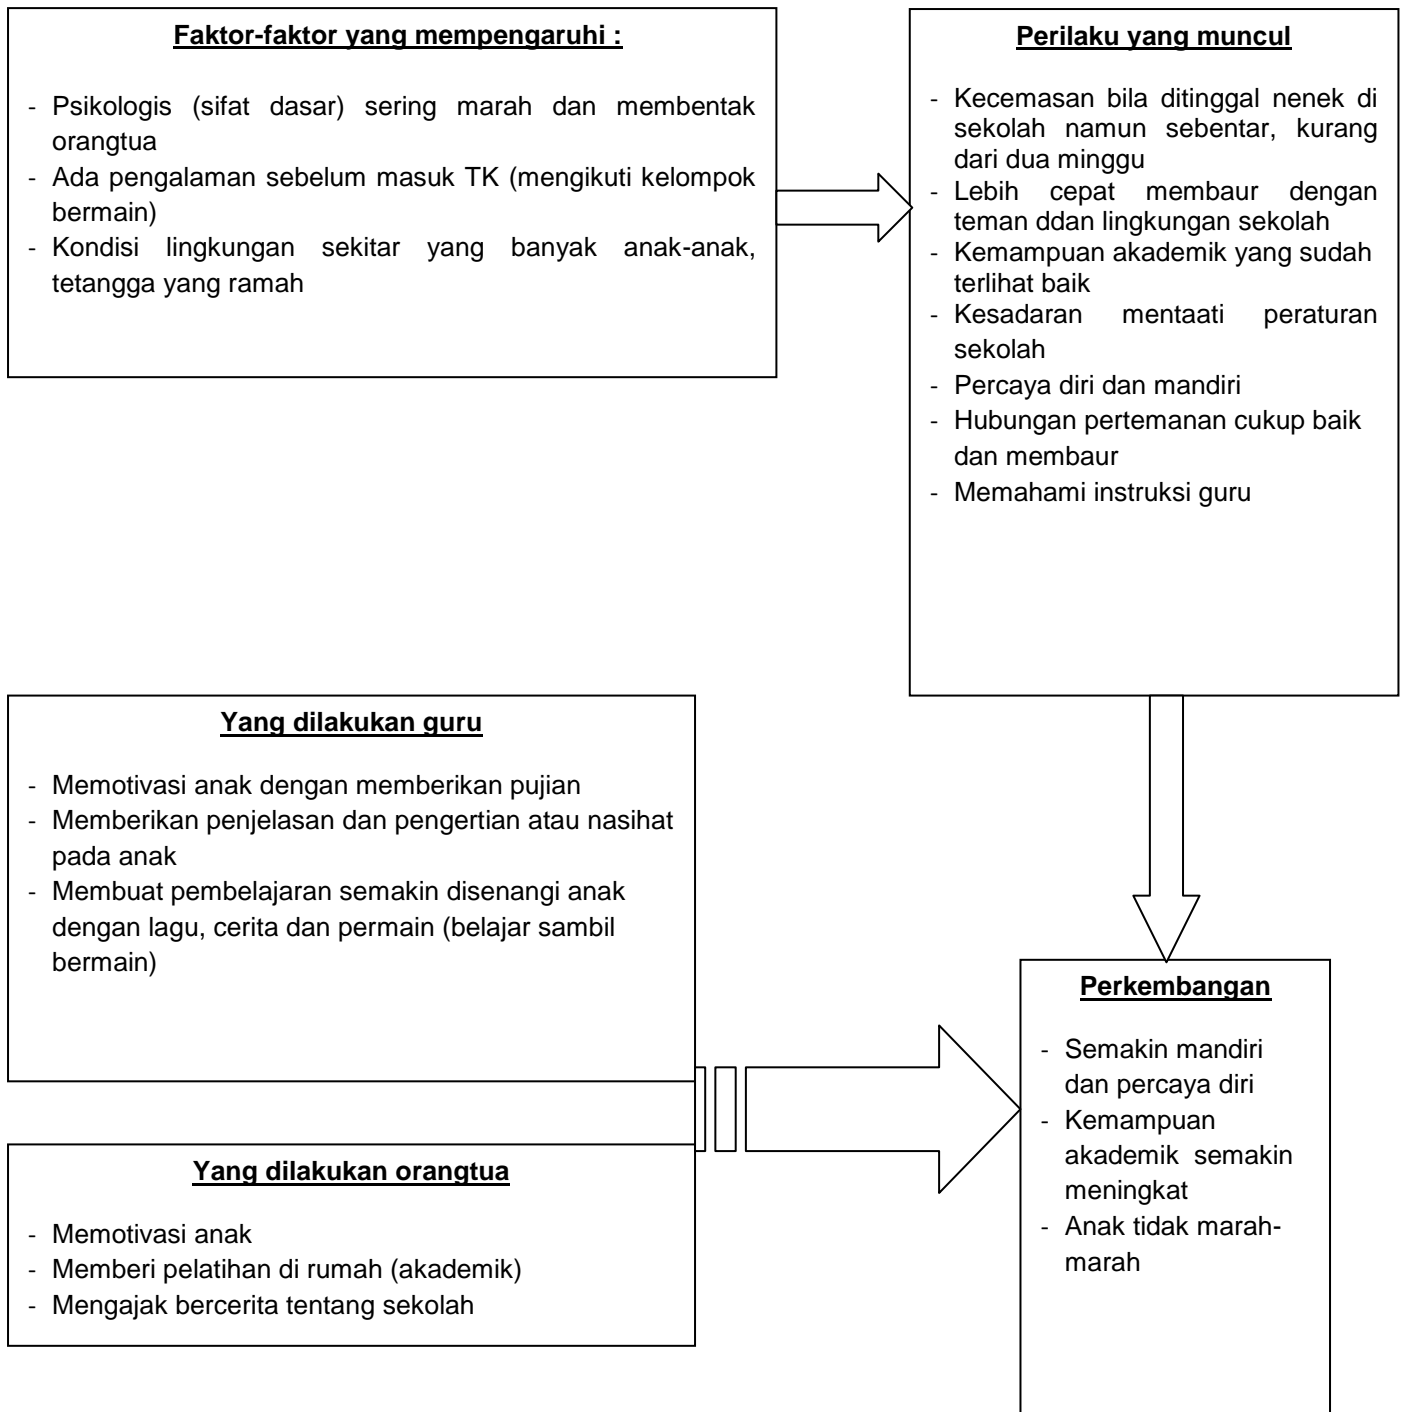 Faktor-faktor yang mempengaruhi :
- Psikologis (sifat dasar) sering marah dan membentak
orangtua
- Ada pengalaman sebelum masuk TK (mengikuti kelompok
bermain)
- Kondisi lingkungan sekitar yang banyak anak-anak,
tetangga yang ramah
Perilaku yang muncul
- Kecemasan bila ditinggal nenek di
sekolah namun sebentar, kurang
dari dua minggu
- Lebih cepat membaur dengan
teman ddan lingkungan sekolah
- Kemampuan akademik yang sudah
terlihat baik
- Kesadaran mentaati peraturan
sekolah
- Percaya diri dan mandiri
- Hubungan pertemanan cukup baik
dan membaur
- Memahami instruksi guru
Yang dilakukan guru
- Memotivasi anak dengan memberikan pujian
- Memberikan penjelasan dan pengertian atau nasihat
pada anak
- Membuat pembelajaran semakin disenangi anak
dengan lagu, cerita dan permain (belajar sambil
bermain)
Yang dilakukan orangtua
- Memotivasi anak
- Memberi pelatihan di rumah (akademik)
- Mengajak bercerita tentang sekolah
Perkembangan
- Semakin mandiri
dan percaya diri
- Kemampuan
akademik semakin
meningkat
- Anak tidak marah-
marah